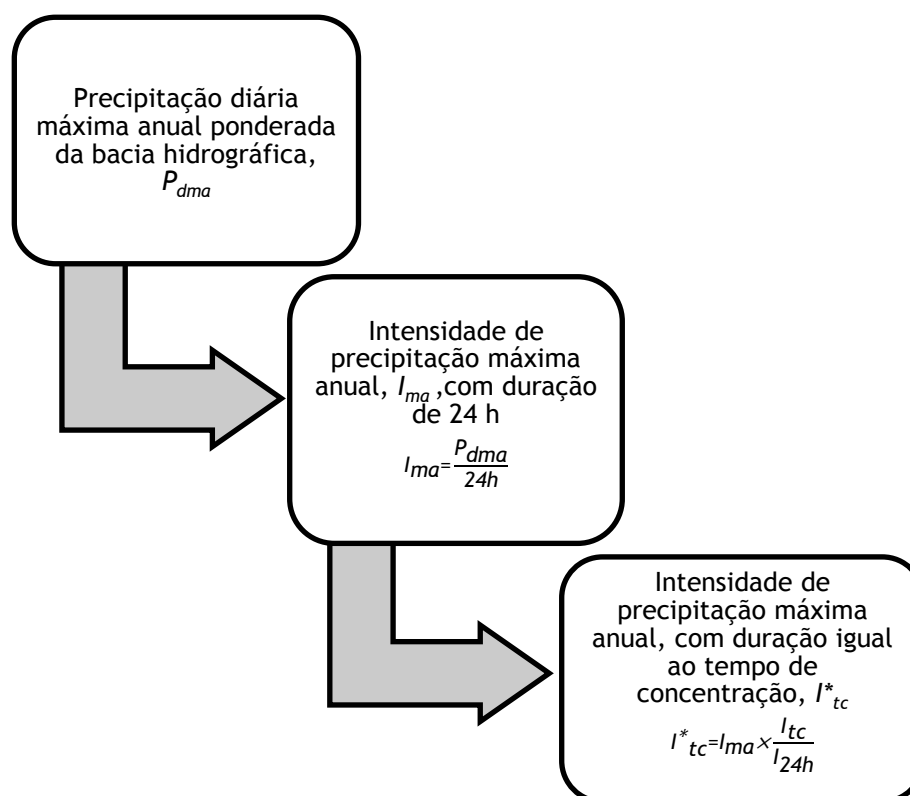 Precipitação diária
máxima anual ponderada
da bacia hidrográfica,
P_dma
Intensidade de
precipitação máxima
anual, I_ma ,com duração
de 24 h
I_ma=P_dma/24h
Intensidade de
precipitação máxima
anual, com duração igual
ao tempo de
concentração, I*_tc
I*_tc=I_ma×I_tc/I_24h